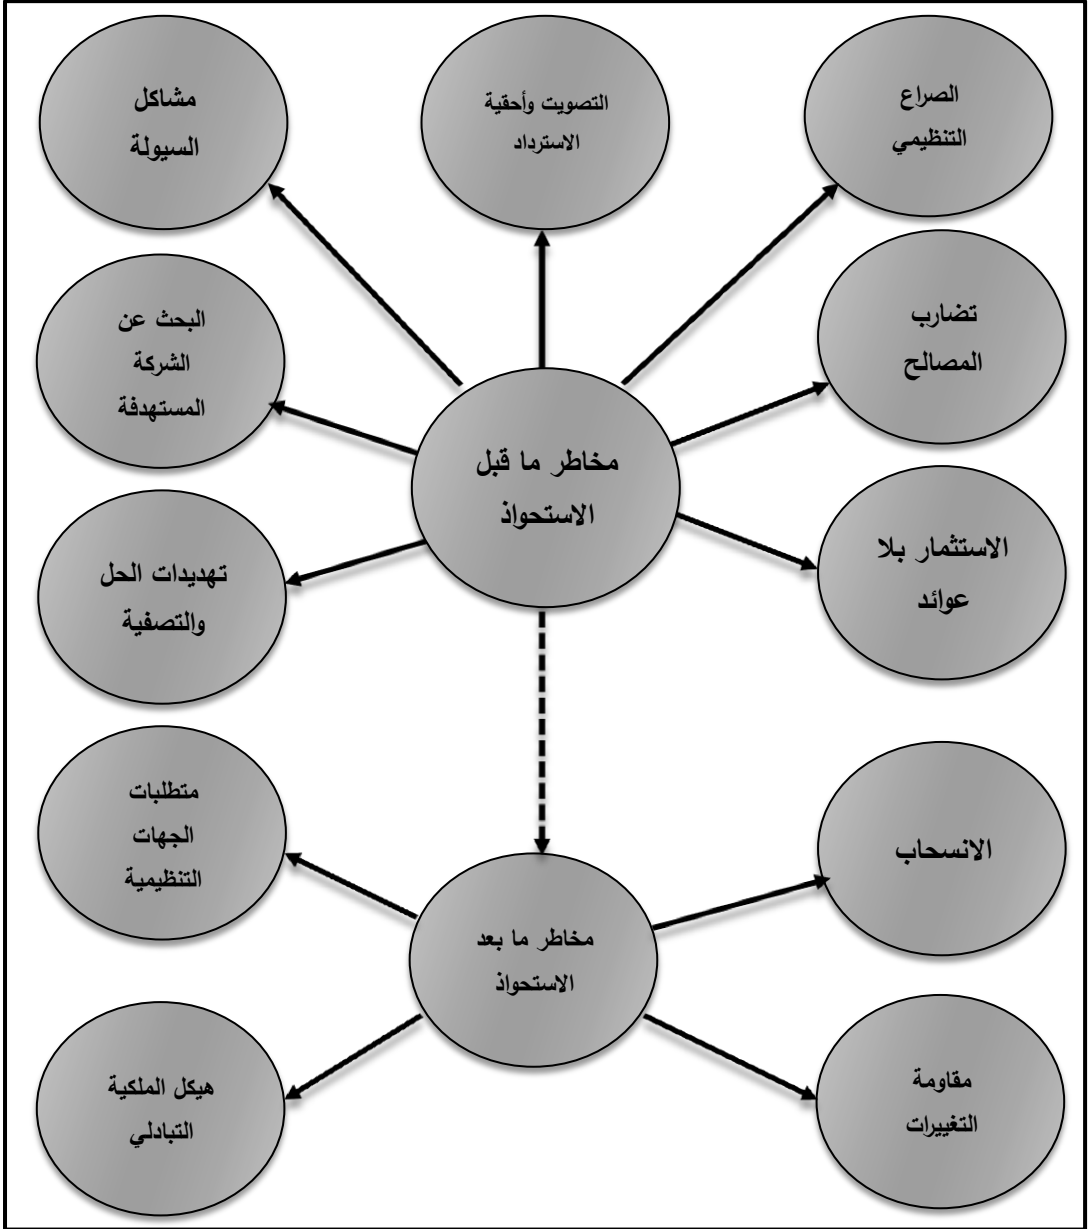 الصراع
التنظيمي
التصويت وأحقية
الاسترداد
مشاكل
السيولة
تضارب
المصالح
البحث عن
الشركة
المستهدفة
مخاطر ما قبل
الاستحواذ
الاستثمار بلا
عوائد
تهديدات الحل
والتصفية
الانسحاب
متطلبات
الجهات
التنظيمية
مخاطر ما بعد
الاستحواذ
مقاومة
التغييرات
هيكل الملكية
التبادلي